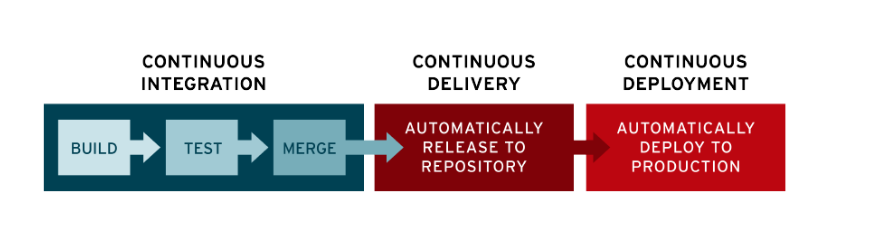 CONTINUOUS
INTEGRATION
CONTINUOUS
DELIVERY
CONTINUOUS
DEPLOYMENT
BUILD
TEST
MERGE
AUTOMATICALLY
RELEASE TO
REPOSITORY
AUTOMATICALLY
DEPLOY TO
PRODUCTION